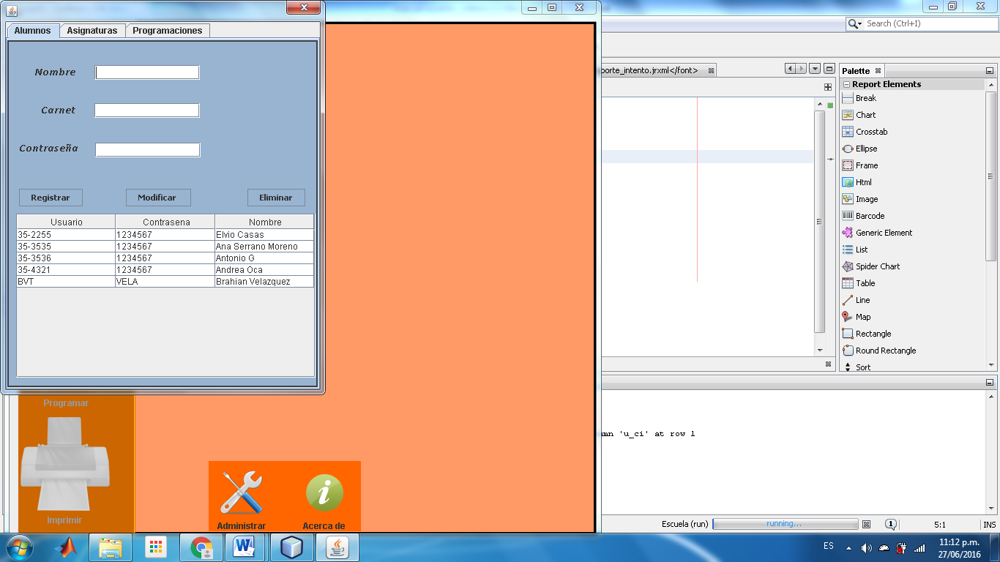 Alumnos Asignaturas Programaciones
Nombre
Carnet
Contraseña
Registrar Modificar Eliminar
Usuario Contrasena Nombre
35-2255 1234567 Elvio Casas
35-3535 1234567 Ana Serrano Moreno
35-3536 1234567 Antonio G
35-4321 1234567 Andrea Oca
BVT VELA Brahian Velazquez
Programar
Imprimir
Administrar Acerca de
Search (Ctrl+I)
porte_intento.jrxml</font>
Palette
Report Elements
Break
Chart
Crosstab
Ellipse
Frame
Html
Image
Barcode
Generic Element
List
Spider Chart
Table
Line
Map
Rectangle
Round Rectangle
Sort
umn 'u_ci' at row 1
Escuela (run) running... 1 5:1 INS
ES 11:12 p.m.
27/06/2016